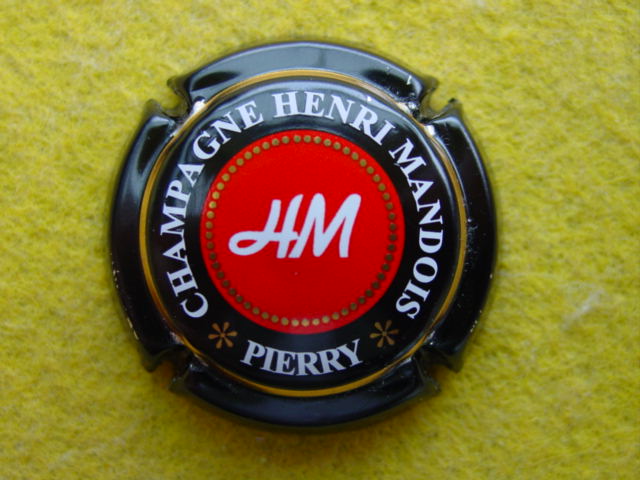 CHAMPAGNE HENRI MANDOIS
HM
* PIERRY *